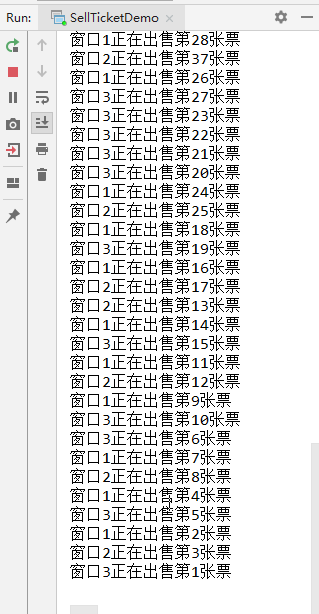 Run: SellTicketDemo
窗口1正在出售第28张票
窗口2正在出售第37张票
窗口1正在出售第26张票
窗口3正在出售第27张票
窗口3正在出售第23张票
窗口3正在出售第22张票
窗口3正在出售第21张票
窗口3正在出售第20张票
窗口1正在出售第24张票
窗口2正在出售第25张票
窗口1正在出售第18张票
窗口3正在出售第19张票
窗口1正在出售第16张票
窗口2正在出售第17张票
窗口2正在出售第13张票
窗口1正在出售第14张票
窗口3正在出售第15张票
窗口1正在出售第11张票
窗口2正在出售第12张票
窗口1正在出售第9张票
窗口3正在出售第10张票
窗口3正在出售第6张票
窗口1正在出售第7张票
窗口2正在出售第8张票
窗口1正在出售第4张票
窗口3正在出售第5张票
窗口1正在出售第2张票
窗口2正在出售第3张票
窗口3正在出售第1张票